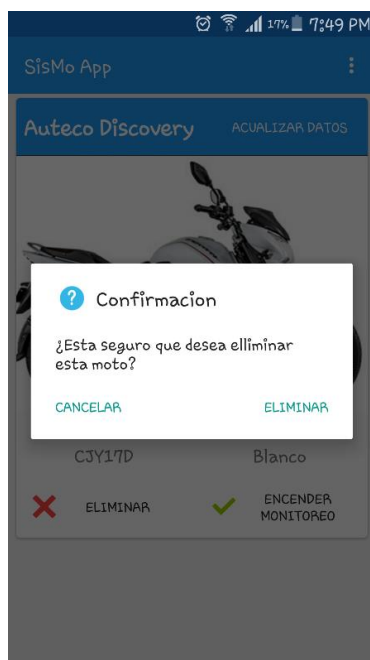 17% 7:49 PM
SisMo App
Auteco Discovery ACUALIZAR DATOS
Confirmacion
¿Esta seguro que desea elliminar
esta moto?
CANCELAR ELIMINAR
CJY17D Blanco
ELIMINAR ENCENDER
MONITOREO